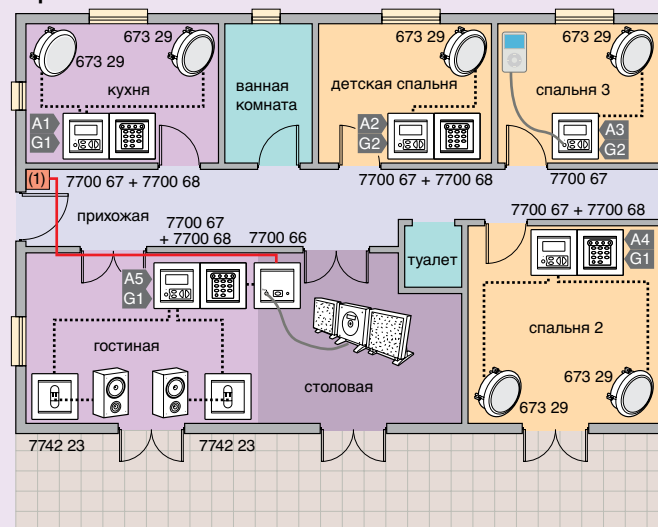 673 29
673 29
673 29
673 29
673 29
кухня
ванная
комната
детская спальня
спальня 3
A1
G1
A2
G2
A3
G2
(1)
7700 67 + 7700 68
7700 67 + 7700 68
7700 67
прихожая
7700 67
+ 7700 68
7700 66
7700 67 + 7700 68
туалет
A4
G1
A5
G1
гостиная
столовая
спальня 2
673 29
673 29
7742 23
7742 23